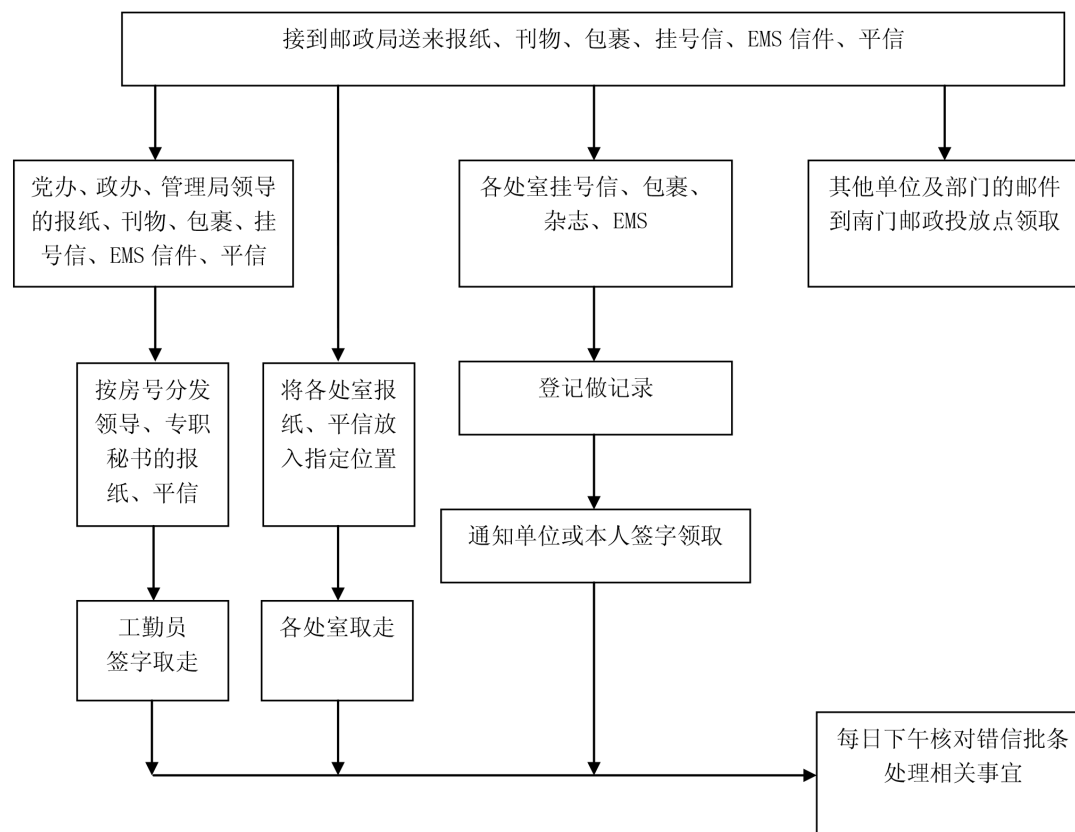 接到邮政局送来报纸、刊物、包裹、挂号信、EMS 信件、平信
党办、政办、管理局领导
的报纸、刊物、包裹、挂
号信、EMS 信件、平信
各处室挂号信、包裹、
杂志、EMS
其他单位及部门的邮件
到南门邮政投放点领取
按房号分发
领导、专职
秘书的报
纸、平信
将各处室报
纸、平信放
入指定位置
登记做记录
通知单位或本人签字领取
工勤员
签字取走
各处室取走
每日下午核对错信批条
处理相关事宜